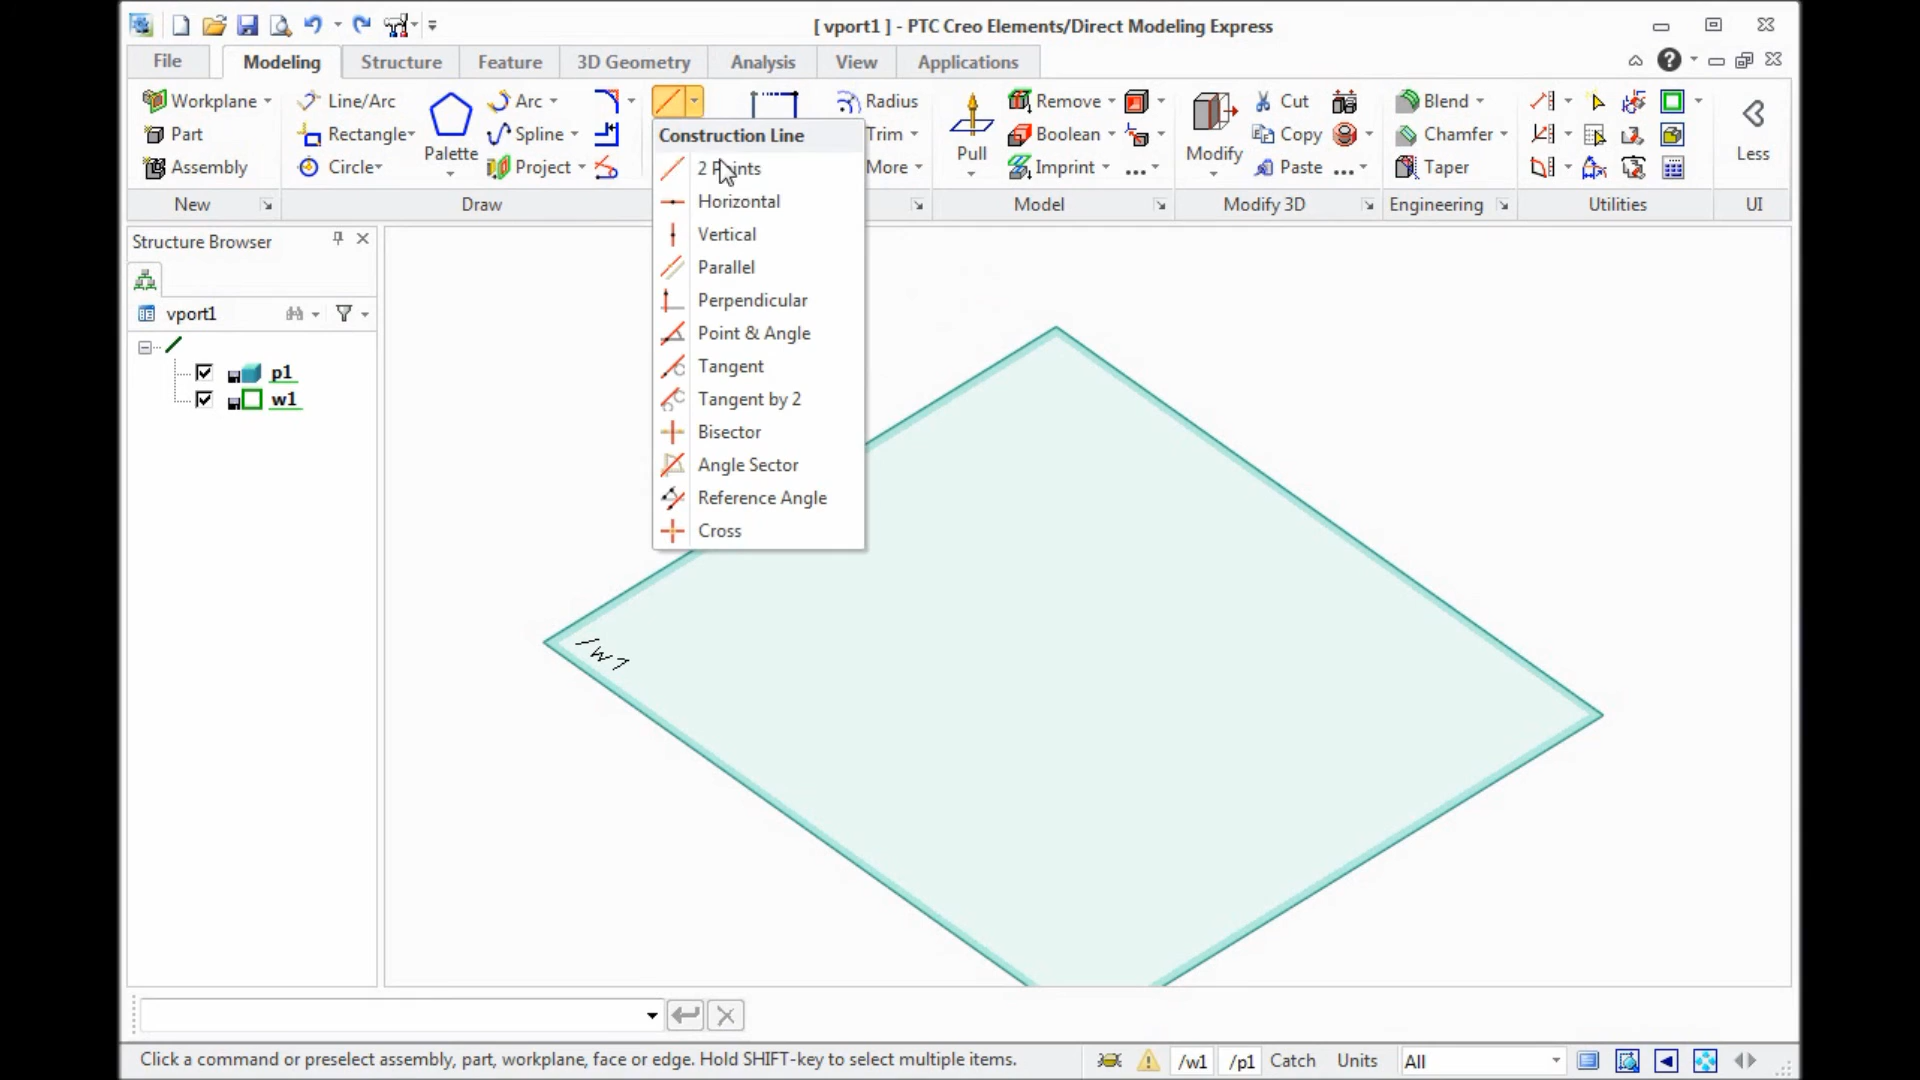 [ vport1 ] - PTC Creo Elements/Direct Modeling Express
File Modeling Structure Feature 3D Geometry Analysis View Applications
Workplane Line/Arc Arc Radius Remove Cut Blend
Part Rectangle Spline Trim Boolean Copy Chamfer
Assembly Circle Project More Imprint Paste Taper
Palette Pull Modify Less
New Draw Model Modify 3D Engineering Utilities UI
Construction Line
2 Points
Horizontal
Vertical
Parallel
Perpendicular
Point & Angle
Tangent
Tangent by 2
Bisector
Angle Sector
Reference Angle
Cross
Structure Browser
vport1
p1
w1
/w1
Click a command or preselect assembly, part, workplane, face or edge. Hold SHIFT-key to select multiple items.
/w1 /p1 Catch Units All